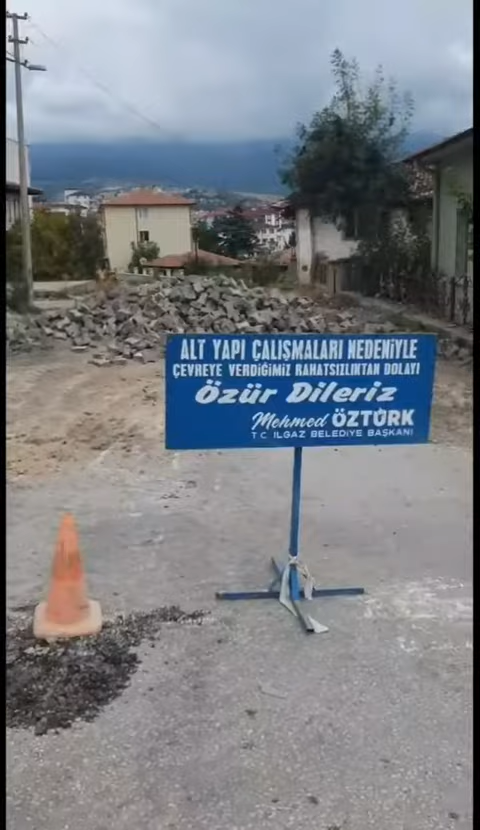 ALT YAPI ÇALIŞMALARI NEDENİYLE
ÇEVREYE VERDİĞİMİZ RAHATSIZLIKTAN DOLAYI
Özür Dileriz
Mehmed ÖZTÜRK
T.C. ILGAZ BELEDİYE BAŞKANI